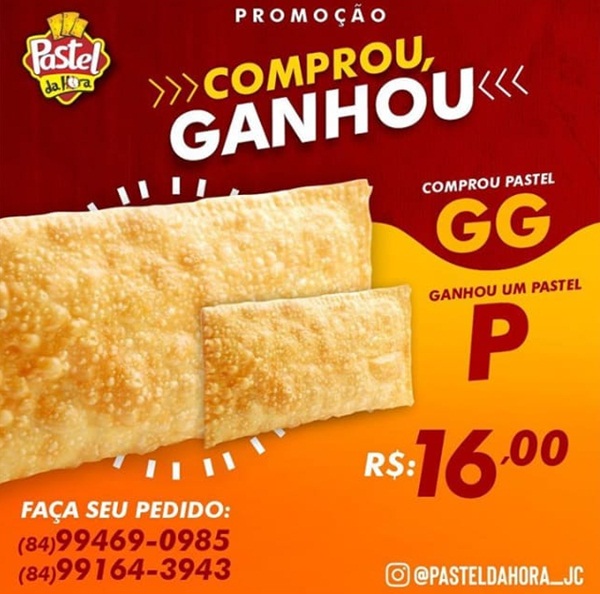 PROMOÇÃO
Pastel
da Hora
>>> COMPROU,
GANHOU <<<
COMPROU PASTEL
GG
GANHOU UM PASTEL
P
R$:16,00
FAÇA SEU PEDIDO:
(84)99469-0985
(84)99164-3943
@PASTELDAHORA_JC